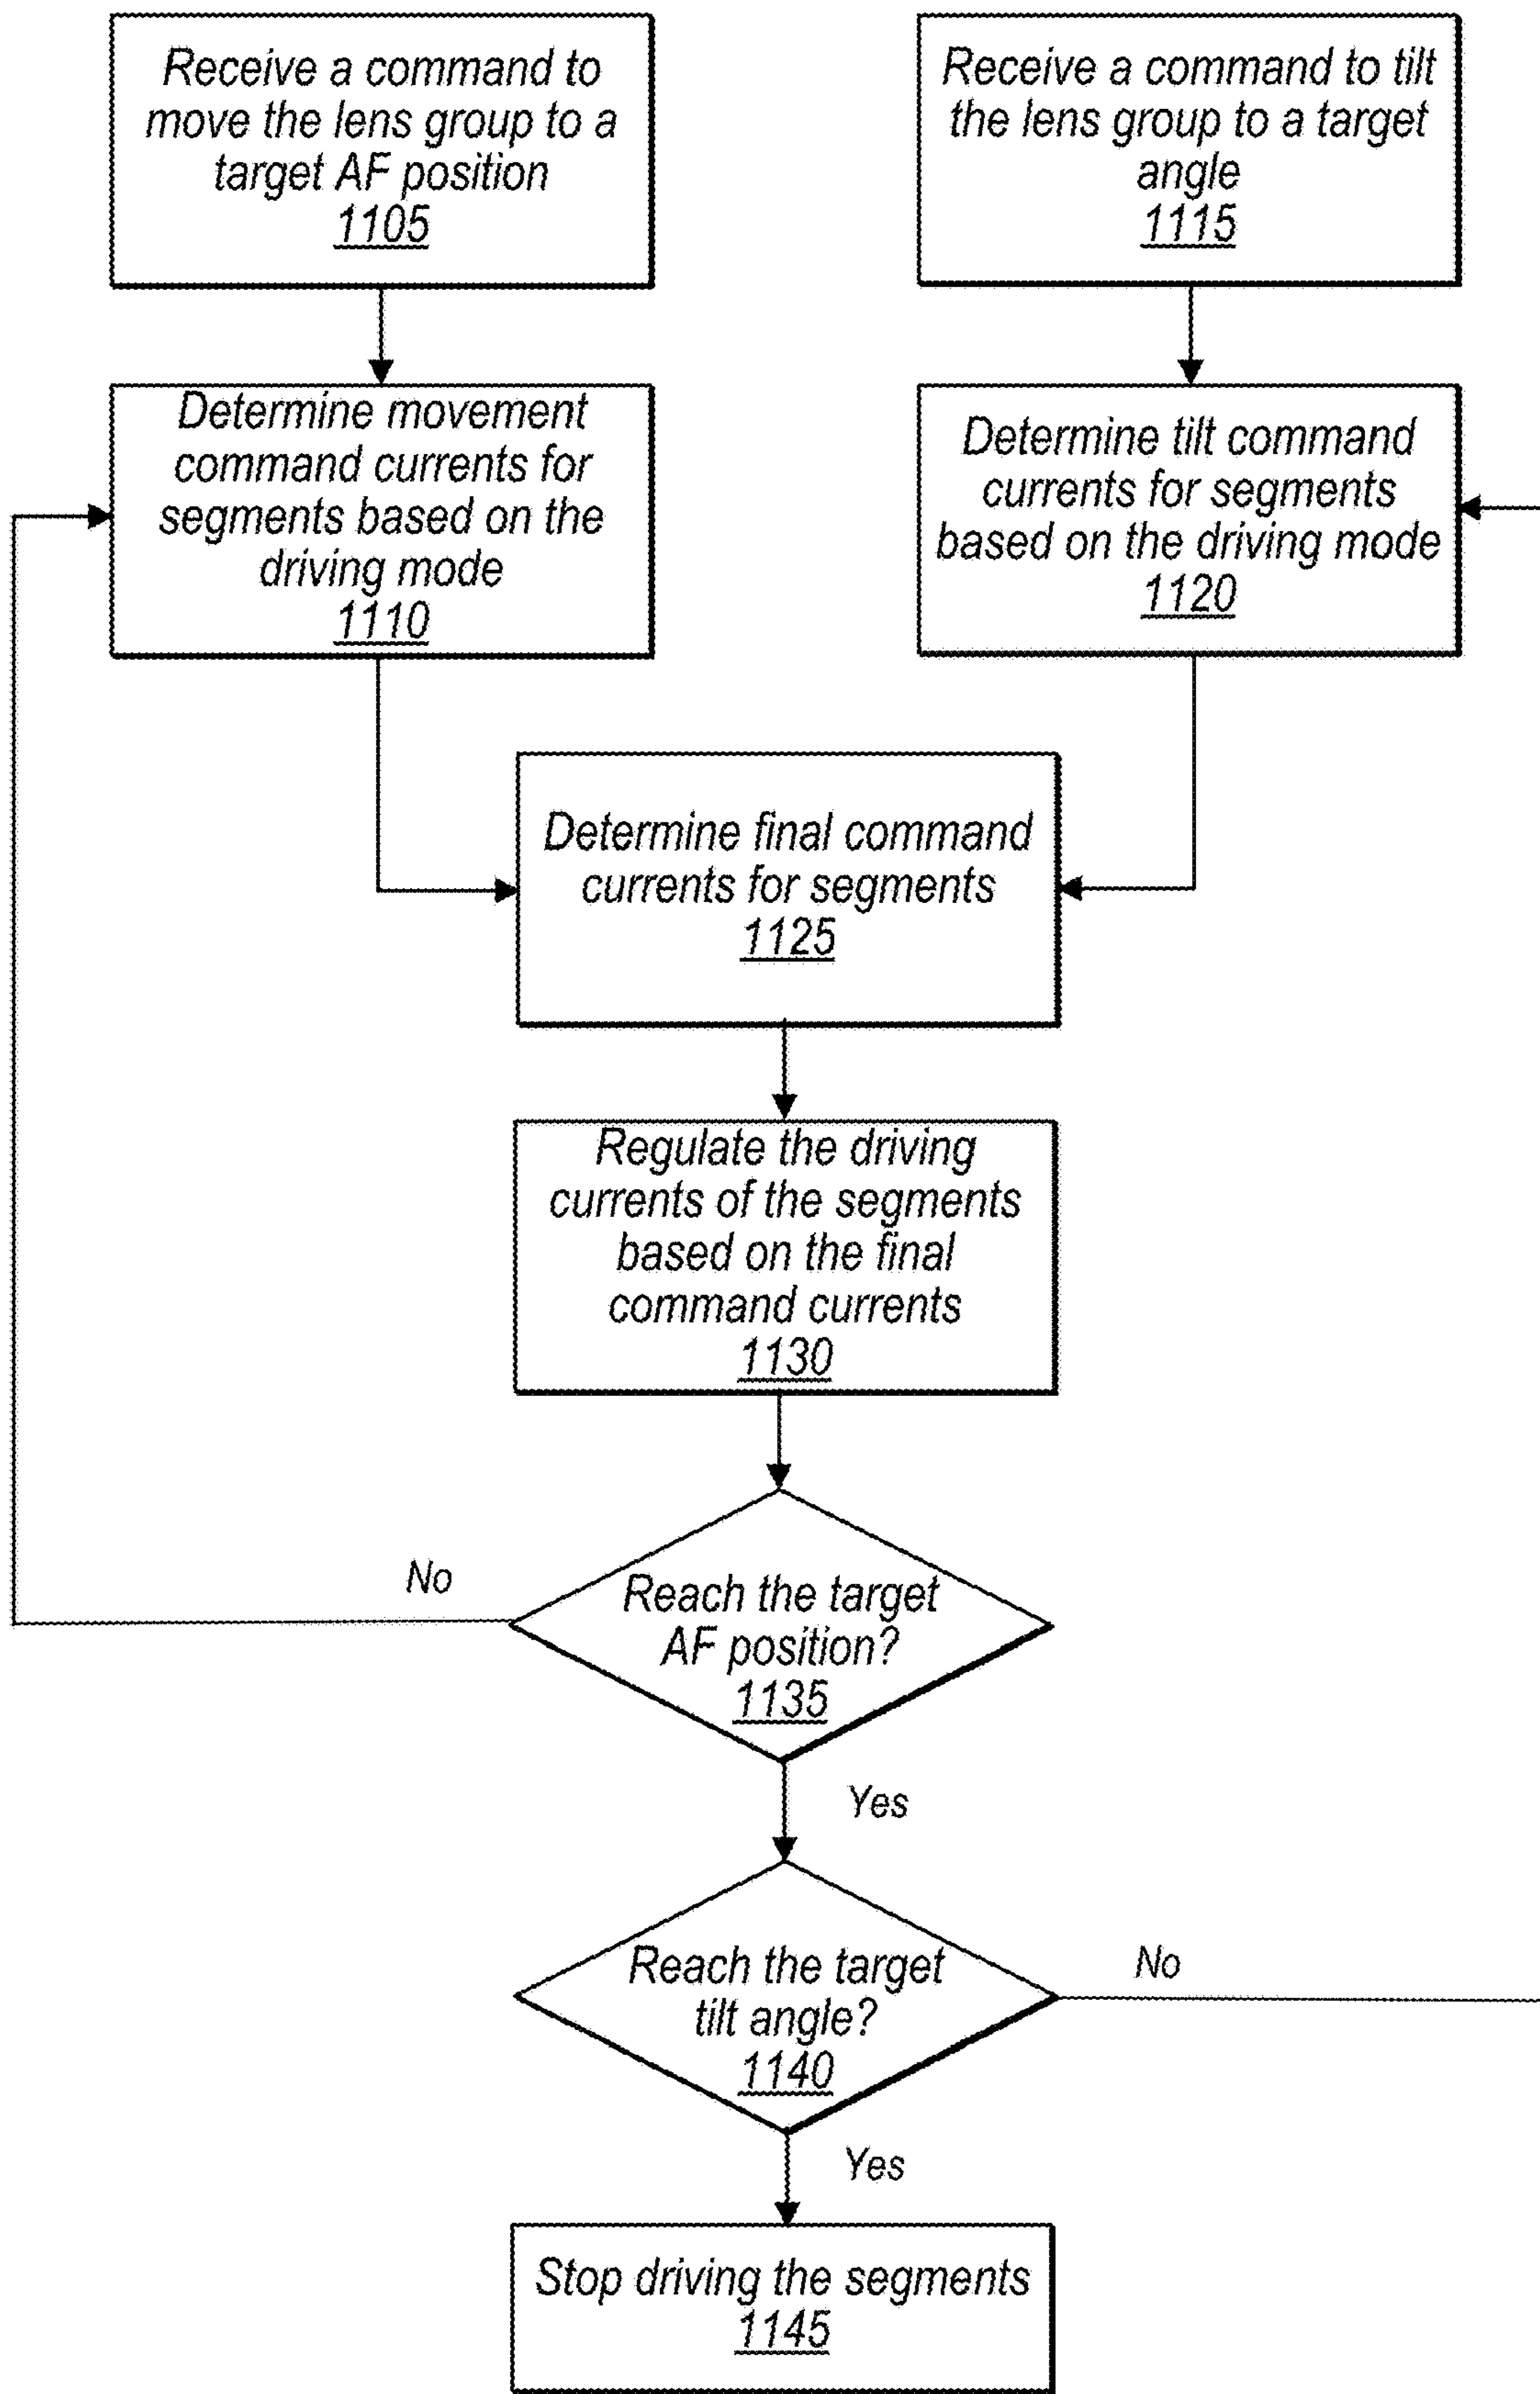 Receive a command to
move the lens group to a
target AF position
1105
Receive a command to tilt
the lens group to a target
angle
1115
Determine movement
command currents for
segments based on the
driving mode
1110
Determine tilt command
currents for segments
based on the driving mode
1120
Determine final command
currents for segments
1125
Regulate the driving
currents of the segments
based on the final
command currents
1130
No
Reach the target
AF position?
1135
Yes
Reach the target
tilt angle?
1140
No
Yes
Stop driving the segments
1145